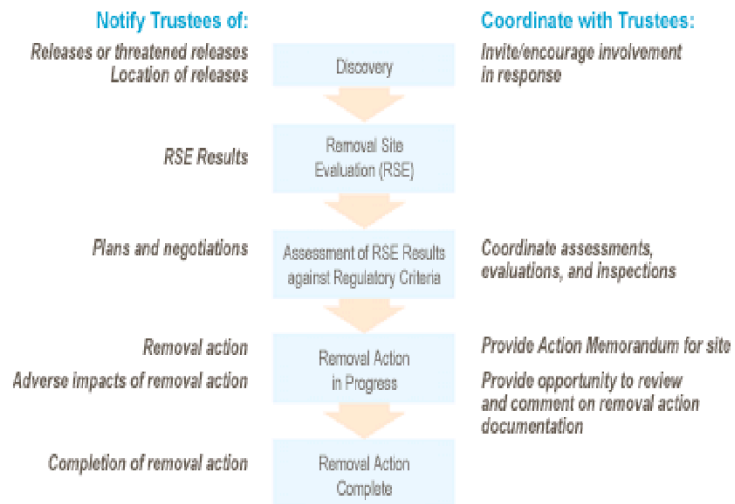 Notify Trustees of:
Coordinate with Trustees:
Releases or threatened releases
Location of releases
Discovery
Invite/encourage involvement
in response
RSE Results
Removal Site
Evaluation (RSE)
Plans and negotiations
Assessment of RSE Results
against Regulatory Criteria
Coordinate assessments,
evaluations, and inspections
Removal action
Adverse impacts of removal action
Removal Action
in Progress
Provide Action Memorandum for site
Provide opportunity to review
and comment on removal action
documentation
Completion of removal action
Removal Action
Complete